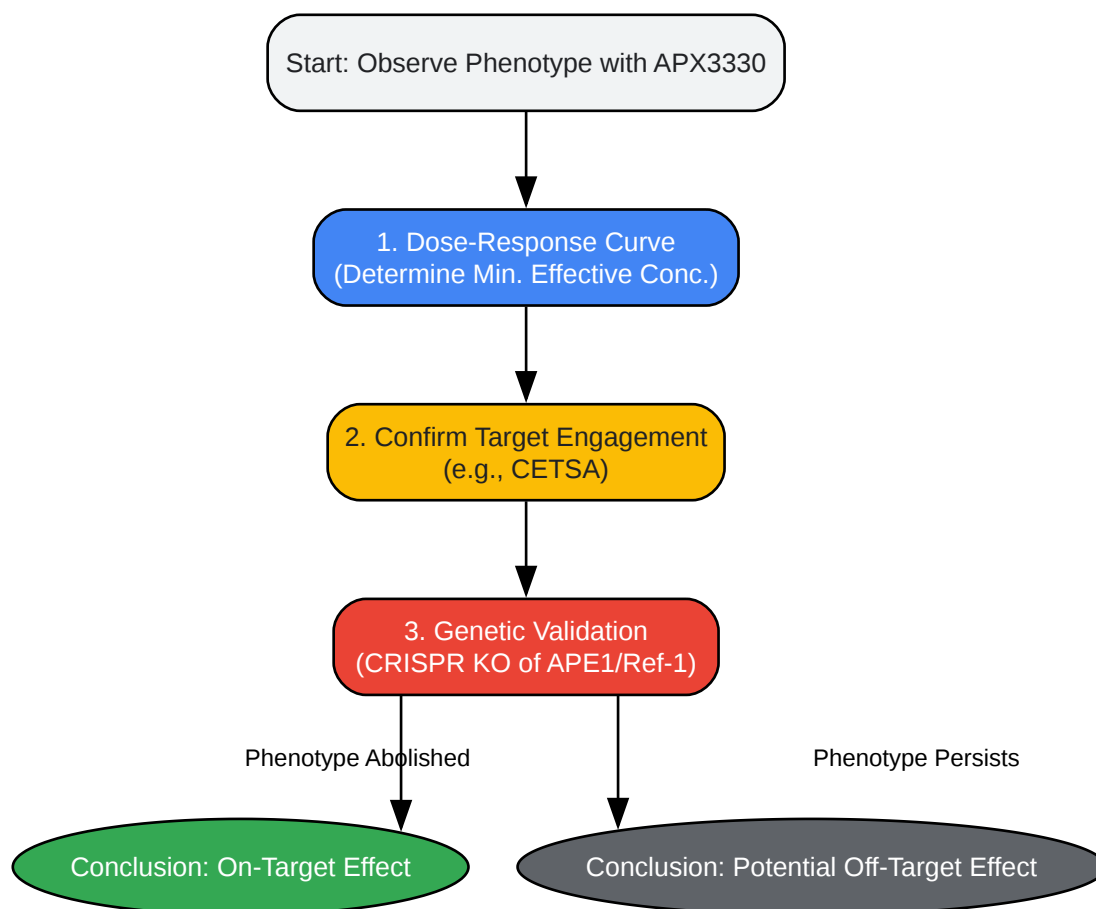 Start: Observe Phenotype with APX3330
1. Dose-Response Curve
(Determine Min. Effective Conc.)
2. Confirm Target Engagement
(e.g., CETSA)
3. Genetic Validation
(CRISPR KO of APE1/Ref-1)
Phenotype Abolished
Phenotype Persists
Conclusion: On-Target Effect
Conclusion: Potential Off-Target Effect